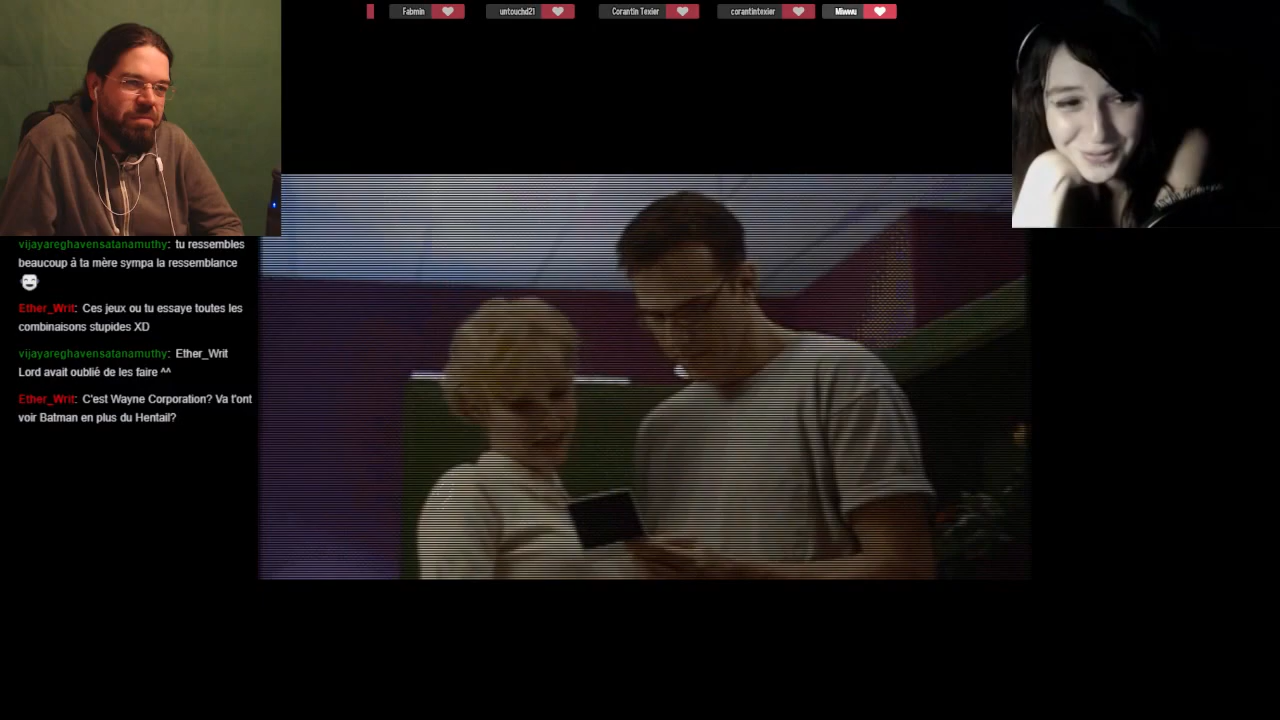 Fabmin
untouchd21
Corantin Texier
corantintexier
Miwwu
vijayareghavensatanamuthy: tu ressembles
beaucoup à ta mère sympa la ressemblance
Ether_Writ: Ces jeux ou tu essaye toutes les
combinaisons stupides XD
vijayareghavensatanamuthy: Ether_Writ
Lord avait oublié de les faire ^^
Ether_Writ: C'est Wayne Corporation? Va t'ont
voir Batman en plus du Hentail?